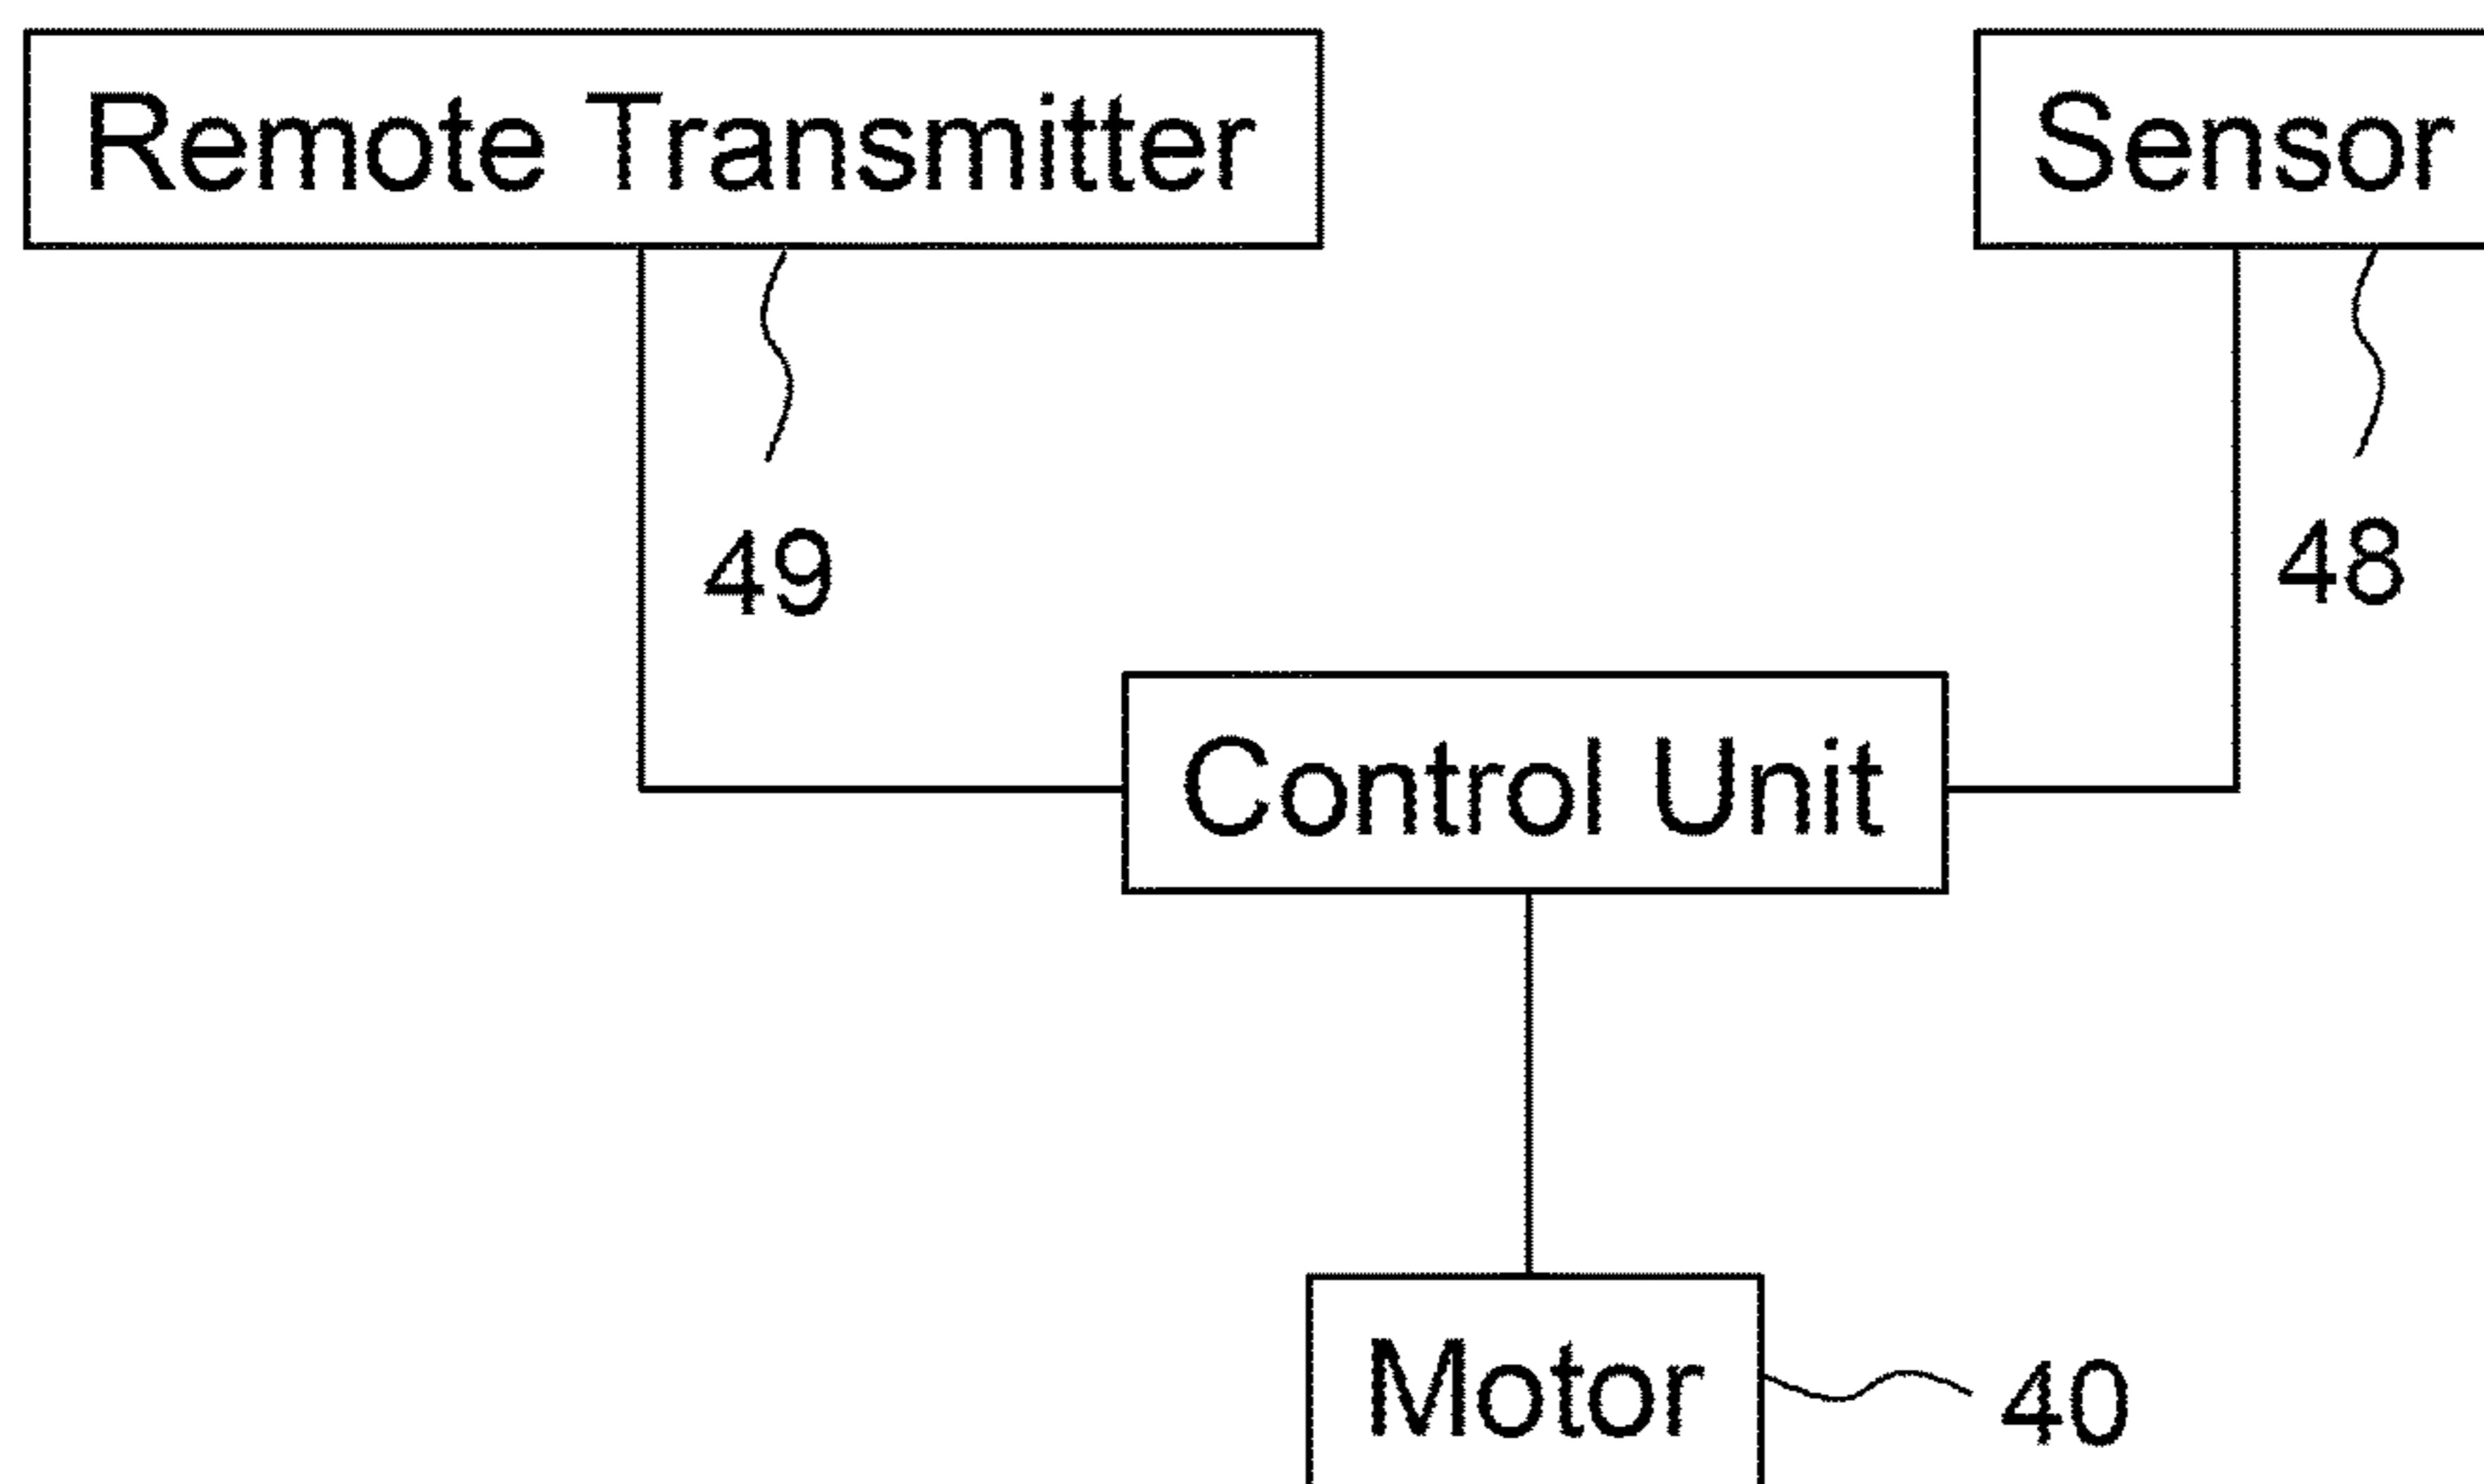 Remote Transmitter
Sensor
49
48
Control Unit
Motor
40